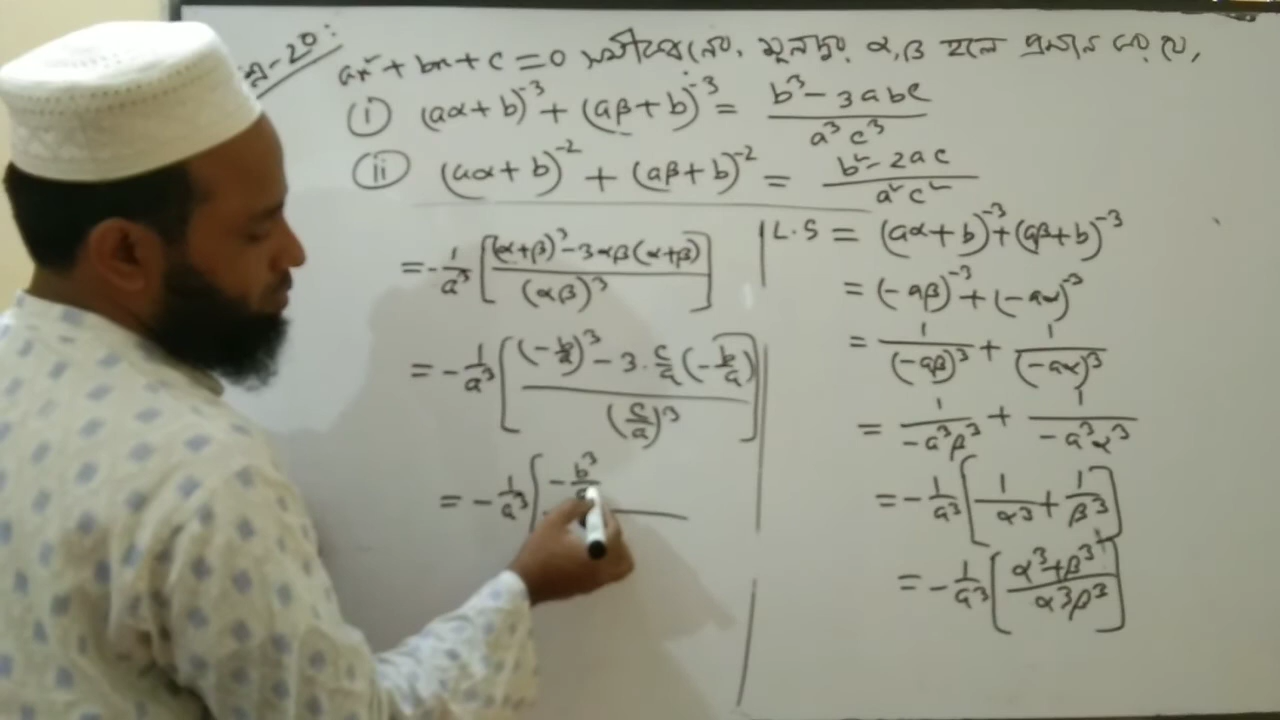 -20:
ax² + bx + c = 0 সমীকরণের মূলদ্বয় α, β হলে প্রমাণ কর যে,
(i) (aα + b)⁻³ + (aβ + b)⁻³ = (b³ - 3abc)/(a³c³)
(ii) (aα + b)⁻² + (aβ + b)⁻² = (b² - 2ac)/(a²c²)
L.S = (aα + b)⁻³ + (aβ + b)⁻³
= (-aβ)⁻³ + (-aα)⁻³
= 1/(-aβ)³ + 1/(-aα)³
= 1/(-a³β³) + 1/(-a³α³)
= -1/a³ [1/α³ + 1/β³]
= -1/a³ [(α³ + β³)/(α³β³)]
= -1/a³ [((α+β)³ - 3αβ(α+β))/(αβ)³]
= -1/a³ [((-b/a)³ - 3·c/a(-b/a))/(c/a)³]
= -1/a³ [-b³/